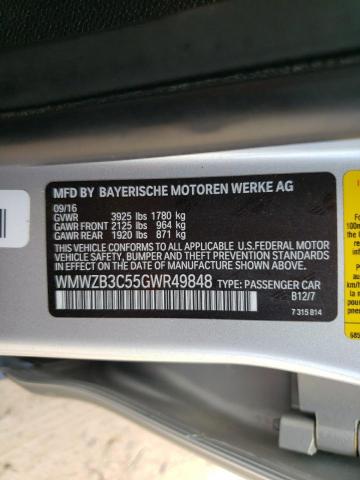 MFD BY BAYERISCHE MOTOREN WERKE AG
09/16
GVWR 3925 lbs 1780 kg
GAWR FRONT 2125 lbs 964 kg
GAWR REAR 1920 lbs 871 kg
THIS VEHICLE CONFORMS TO ALL APPLICABLE U.S.FEDERAL MOTOR
VEHICLE SAFETY, BUMPER AND THEFT PREVENTION STANDARDS
IN EFFECT ON THE DATE OF MANUFACTURE SHOWN ABOVE.
WMWZB3C55GWR49848 TYPE: PASSENGER CAR
B12/7
7 315 814